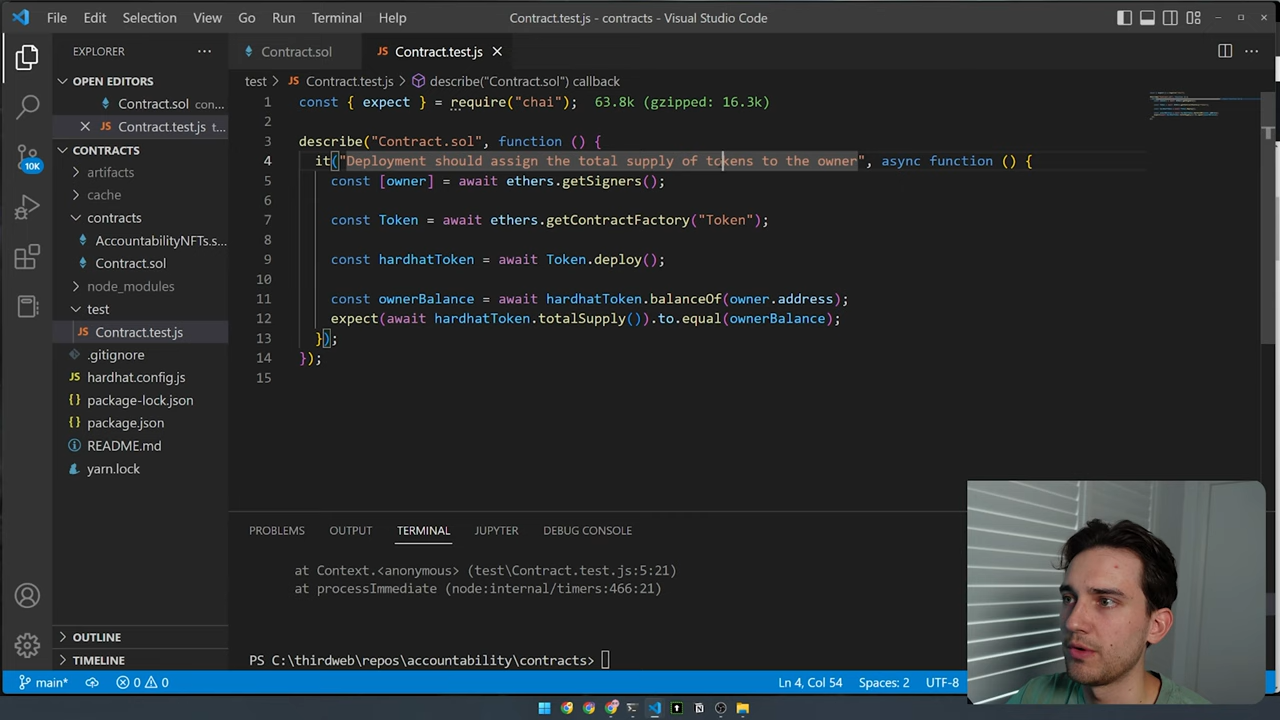 File Edit Selection View Go Run Terminal Help
Contract.test.js - contracts - Visual Studio Code
EXPLORER
Contract.sol
JS Contract.test.js
OPEN EDITORS
Contract.sol con...
JS Contract.test.js t...
CONTRACTS
artifacts
cache
contracts
AccountabilityNFTs.s...
Contract.sol
node_modules
test
JS Contract.test.js
.gitignore
JS hardhat.config.js
package-lock.json
package.json
README.md
yarn.lock
OUTLINE
TIMELINE
10K
test > JS Contract.test.js > describe("Contract.sol") callback
1 const { expect } = require("chai"); 63.8k (gzipped: 16.3k)
2
3 describe("Contract.sol", function () {
4 it("Deployment should assign the total supply of tokens to the owner", async function () {
5 const [owner] = await ethers.getSigners();
6
7 const Token = await ethers.getContractFactory("Token");
8
9 const hardhatToken = await Token.deploy();
10
11 const ownerBalance = await hardhatToken.balanceOf(owner.address);
12 expect(await hardhatToken.totalSupply()).to.equal(ownerBalance);
13 });
14 });
15
PROBLEMS OUTPUT TERMINAL JUPYTER DEBUG CONSOLE
at Context.<anonymous> (test\Contract.test.js:5:21)
at processImmediate (node:internal/timers:466:21)
PS C:\thirdweb\repos\accountability\contracts>
main* 0 0 Ln 4, Col 54 Spaces: 2 UTF-8